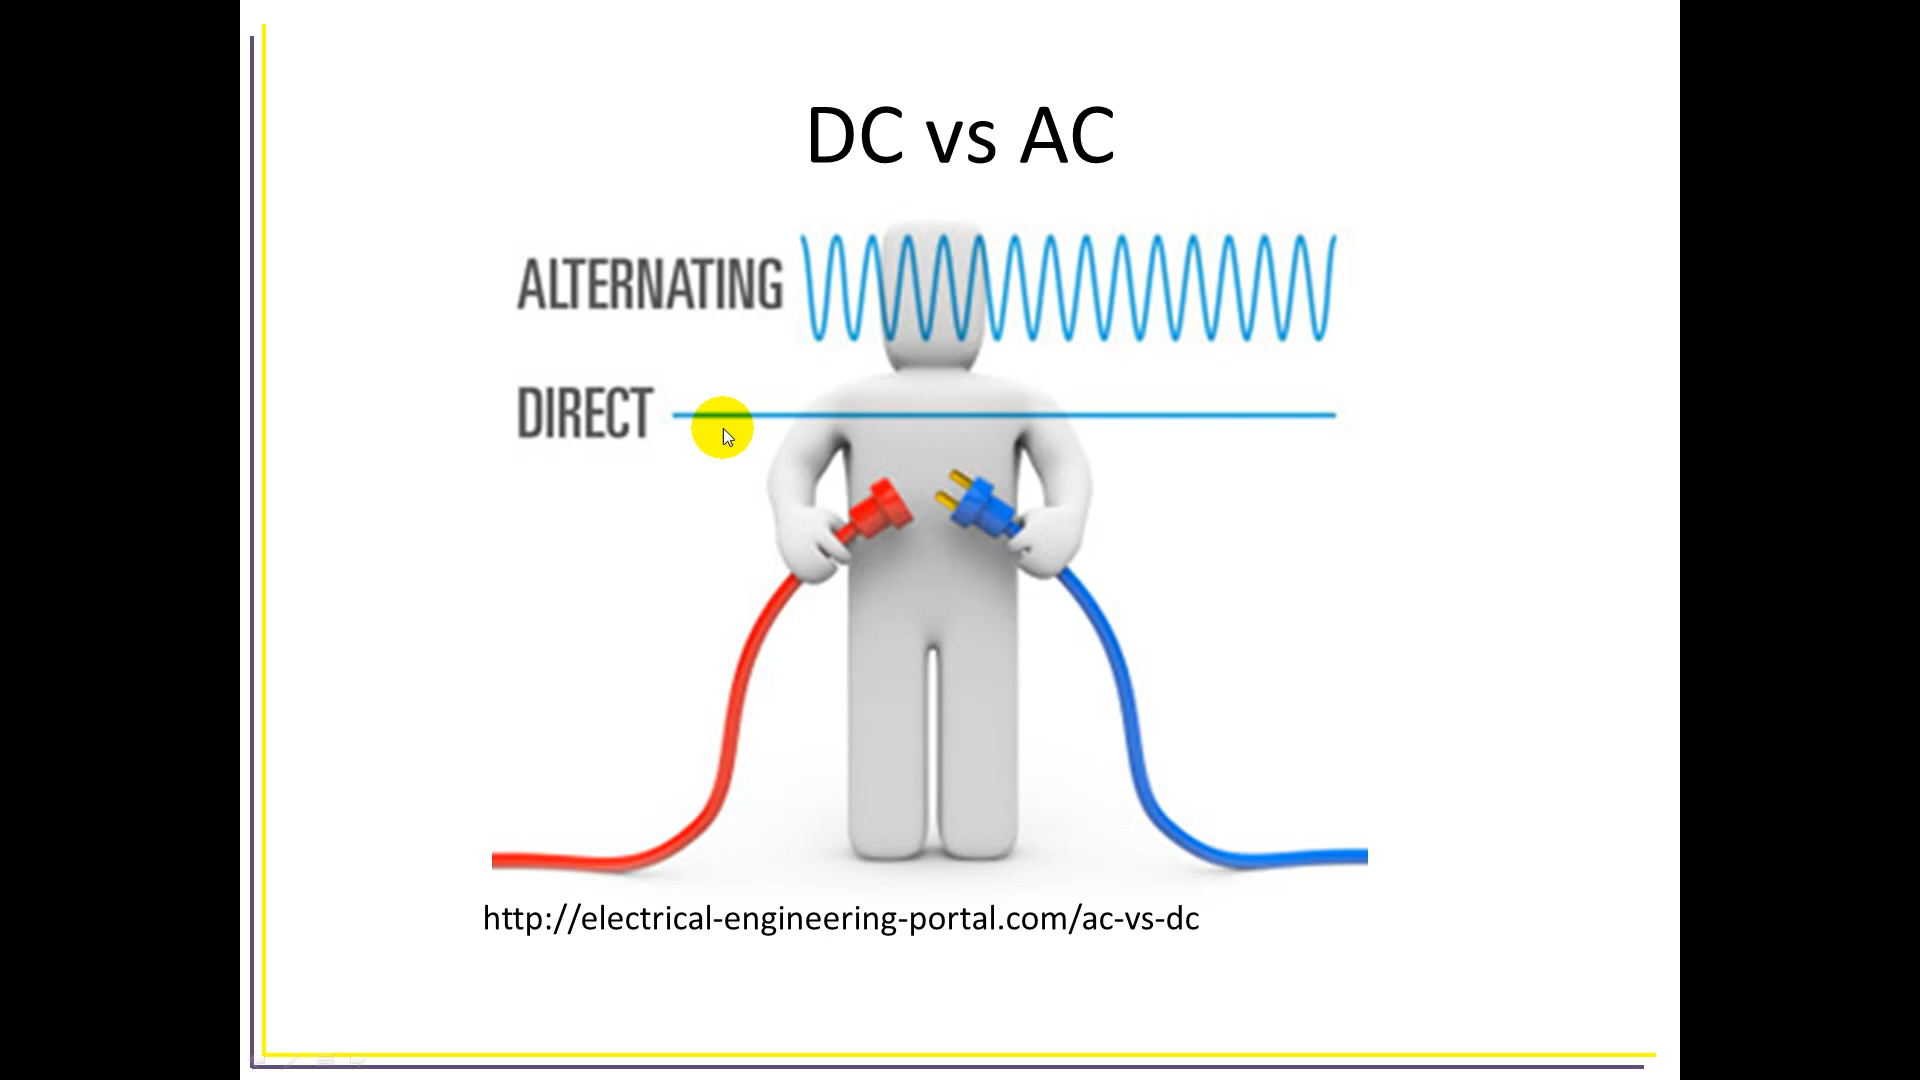 DC vs AC
ALTERNATING
DIRECT
http://electrical-engineering-portal.com/ac-vs-dc